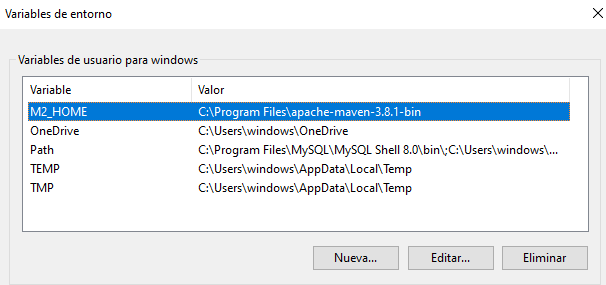 Variables de entorno
Variables de usuario para windows
Variable Valor
M2_HOME C:\Program Files\apache-maven-3.8.1-bin
OneDrive C:\Users\windows\OneDrive
Path C:\Program Files\MySQL\MySQL Shell 8.0\bin\;C:\Users\windows\...
TEMP C:\Users\windows\AppData\Local\Temp
TMP C:\Users\windows\AppData\Local\Temp
Nueva... Editar... Eliminar